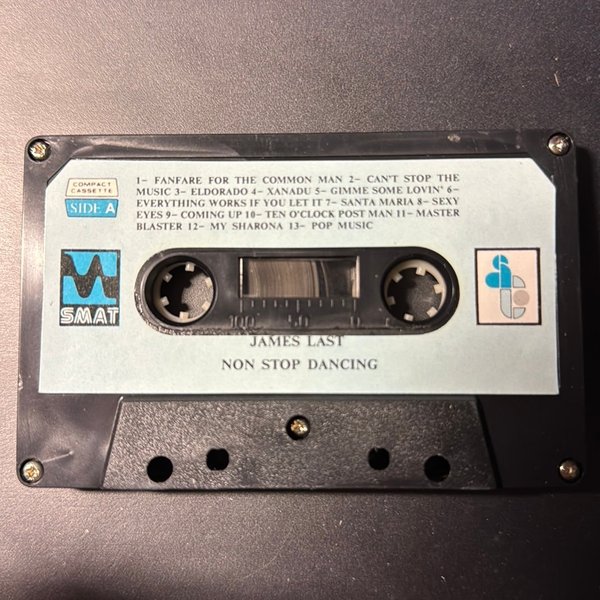 COMPACT
CASSETTE
SIDE A
1- FANFARE FOR THE COMMON MAN 2- CAN'T STOP THE
MUSIC 3- ELDORADO 4- XANADU 5- GIMME SOME LOVIN' 6-
EVERYTHING WORKS IF YOU LET IT 7- SANTA MARIA 8- SEXY
EYES 9- COMING UP 10- TEN O'CLOCK POST MAN 11- MASTER
BLASTER 12- MY SHARONA 13- POP MUSIC
SMAT
100 50 0
JAMES LAST
NON STOP DANCING